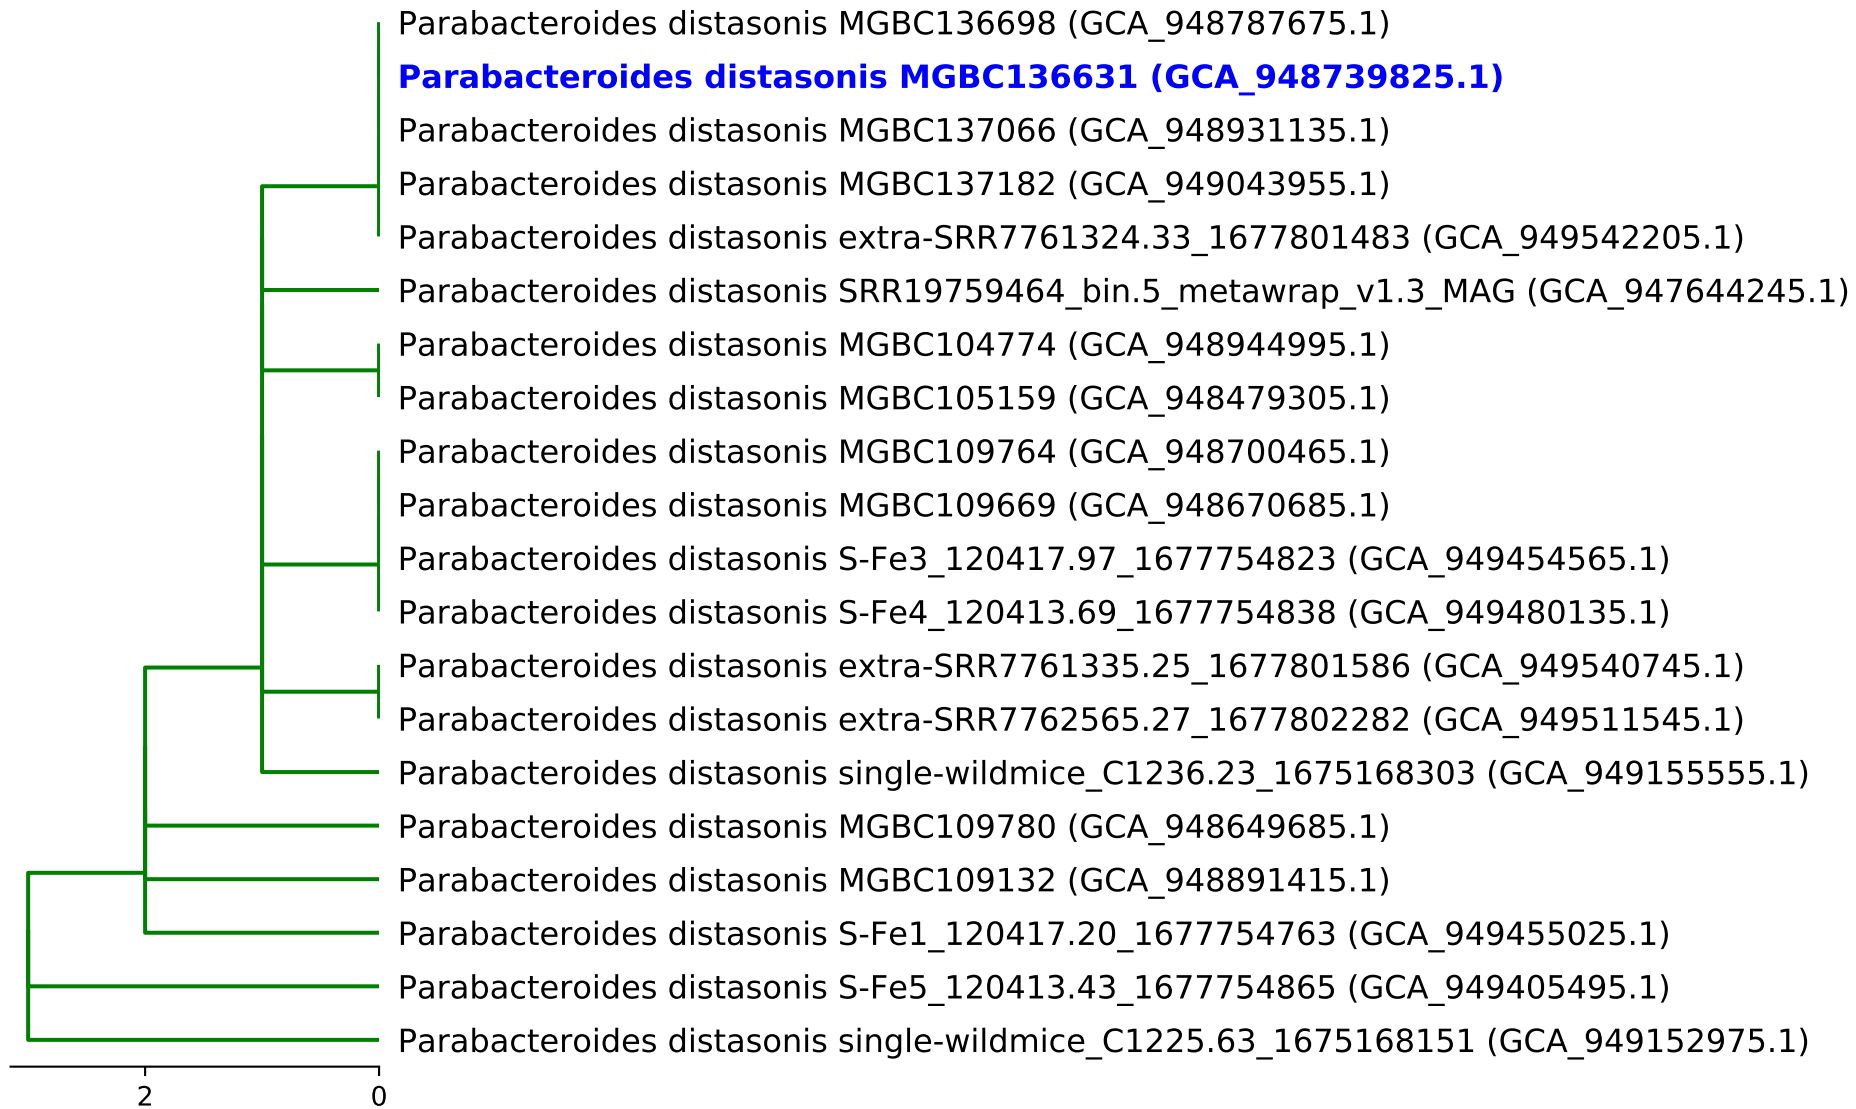 Parabacteroides distasonis MGBC136698 (GCA_948787675.1)
Parabacteroides distasonis MGBC136631 (GCA_948739825.1)
Parabacteroides distasonis MGBC137066 (GCA_948931135.1)
Parabacteroides distasonis MGBC137182 (GCA_949043955.1)
Parabacteroides distasonis extra-SRR7761324.33_1677801483 (GCA_949542205.1)
Parabacteroides distasonis SRR19759464_bin.5_metawrap_v1.3_MAG (GCA_947644245.1)
Parabacteroides distasonis MGBC104774 (GCA_948944995.1)
Parabacteroides distasonis MGBC105159 (GCA_948479305.1)
Parabacteroides distasonis MGBC109764 (GCA_948700465.1)
Parabacteroides distasonis MGBC109669 (GCA_948670685.1)
Parabacteroides distasonis S-Fe3_120417.97_1677754823 (GCA_949454565.1)
Parabacteroides distasonis S-Fe4_120413.69_1677754838 (GCA_949480135.1)
Parabacteroides distasonis extra-SRR7761335.25_1677801586 (GCA_949540745.1)
Parabacteroides distasonis extra-SRR7762565.27_1677802282 (GCA_949511545.1)
Parabacteroides distasonis single-wildmice_C1236.23_1675168303 (GCA_949155555.1)
Parabacteroides distasonis MGBC109780 (GCA_948649685.1)
Parabacteroides distasonis MGBC109132 (GCA_948891415.1)
Parabacteroides distasonis S-Fe1_120417.20_1677754763 (GCA_949455025.1)
Parabacteroides distasonis S-Fe5_120413.43_1677754865 (GCA_949405495.1)
Parabacteroides distasonis single-wildmice_C1225.63_1675168151 (GCA_949152975.1)
2 0